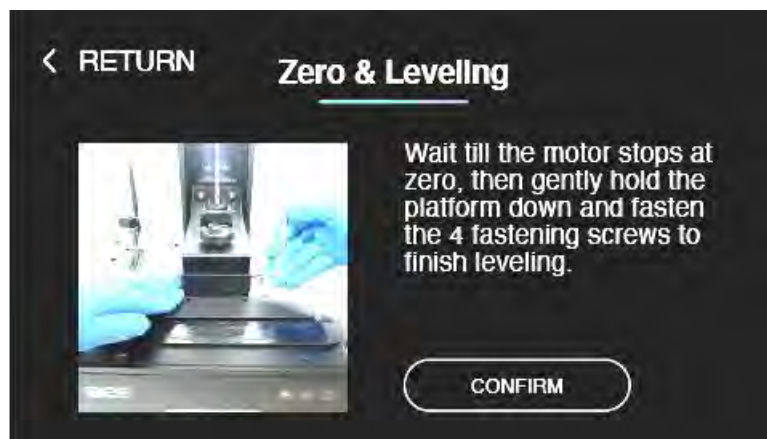 RETURN
Zero & Leveling
Wait till the motor stops at
zero, then gently hold the
platform down and fasten
the 4 fastening screws to
finish leveling.
CONFIRM